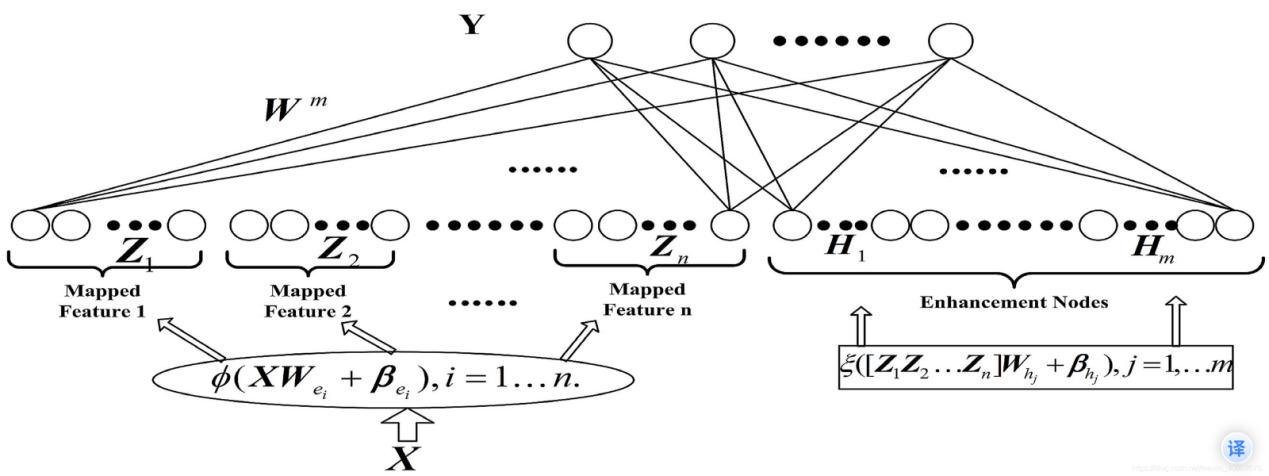 Y
W^m
Z_1
Z_2
Z_n
H_1
H_m
Mapped
Feature 1
Mapped
Feature 2
Mapped
Feature n
Enhancement Nodes
ϕ(XW_{e_i} + β_{e_i}), i = 1…n.
ξ([Z_1Z_2…Z_n]W_{h_j} + β_{h_j}), j = 1,…m
X
译